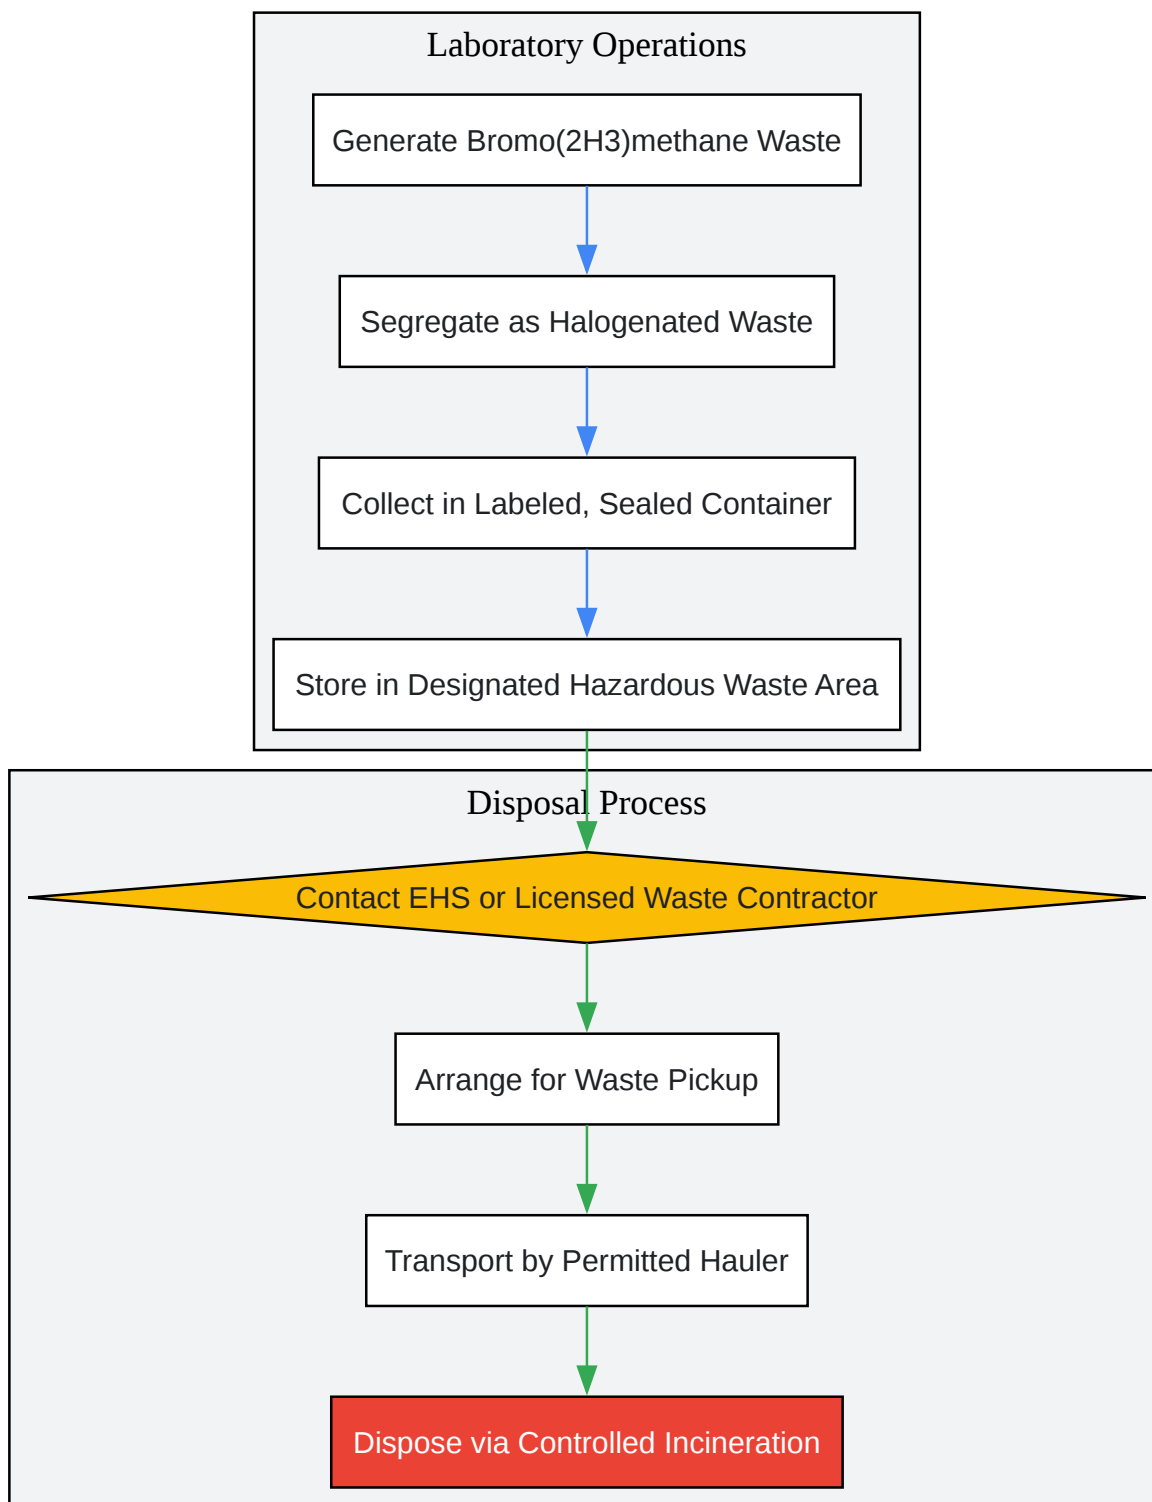 Laboratory Operations
Generate Bromo(2H3)methane Waste
Segregate as Halogenated Waste
Collect in Labeled, Sealed Container
Store in Designated Hazardous Waste Area
Disposal Process
Contact EHS or Licensed Waste Contractor
Arrange for Waste Pickup
Transport by Permitted Hauler
Dispose via Controlled Incineration